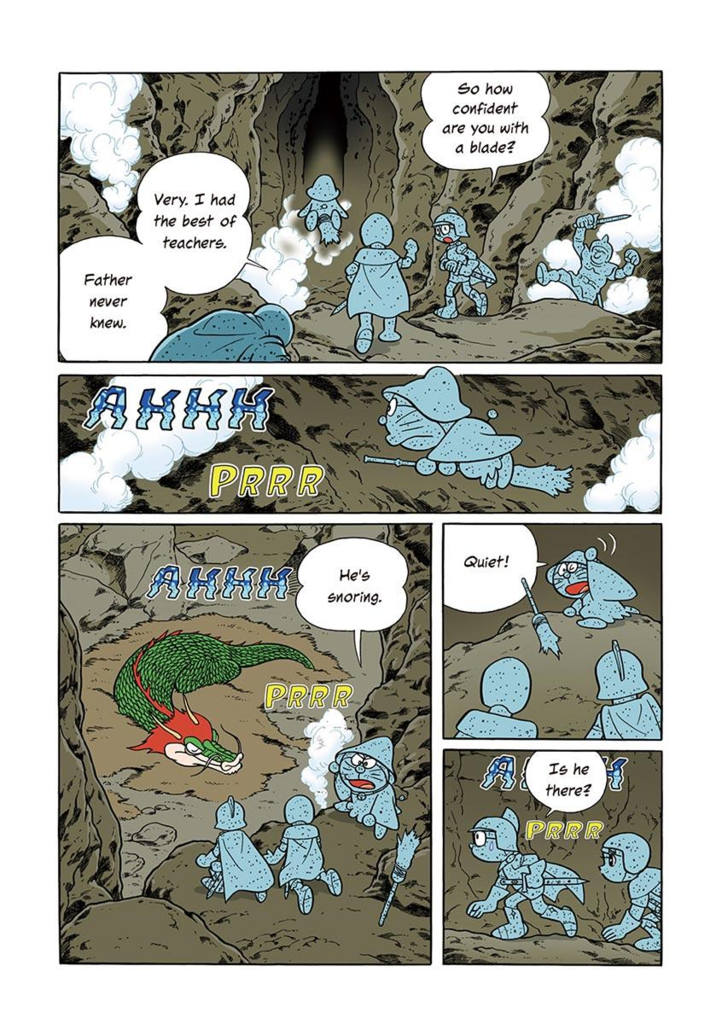 So how
confident
are you with
a blade?
Very. I had
the best of
teachers.
Father
never
knew.
AHHH
PRRR
AHHH
He's
snoring.
PRRR
Quiet!
Is he
there?
PRRR